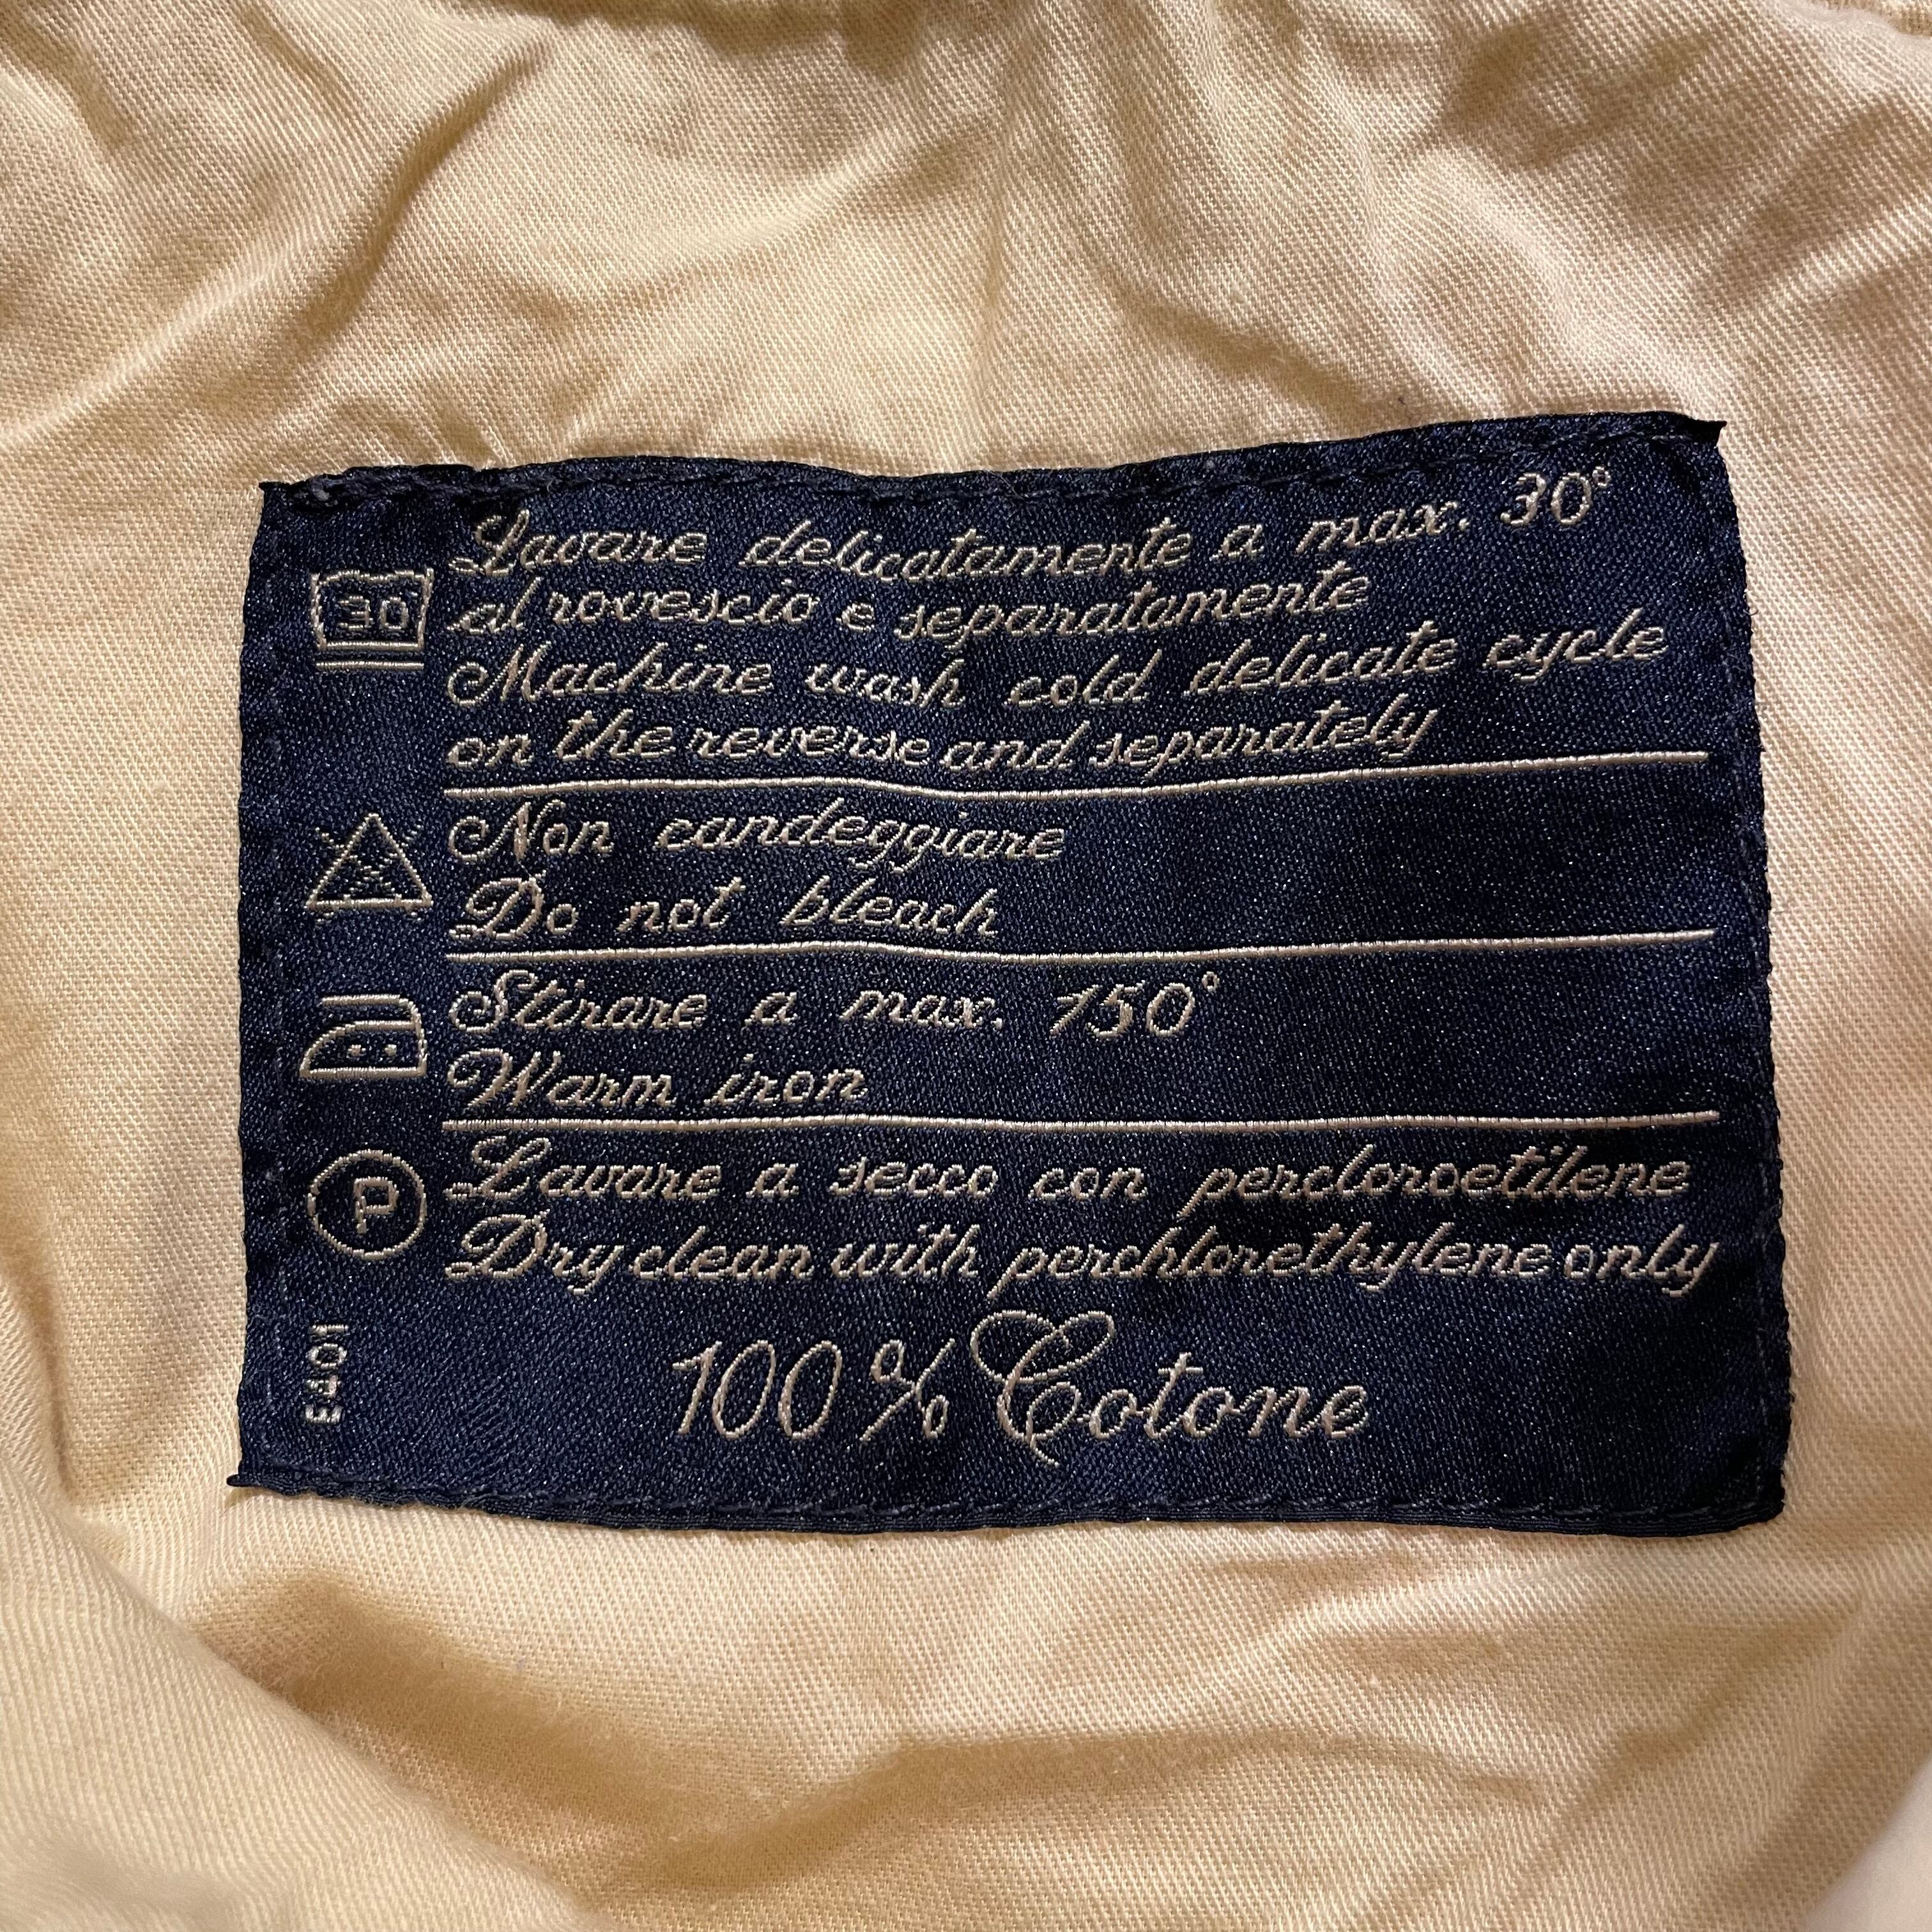 Lavare delicatamente a max. 30°
30
al rovescio e separatamente
Machine wash cold delicate cycle
on the reverse and separately
Non candeggiare
Do not bleach
Stirare a max. 150°
Warm iron
Lavare a secco con percloroetilene
P
Dry clean with perchlorethylene only
100% Cotone